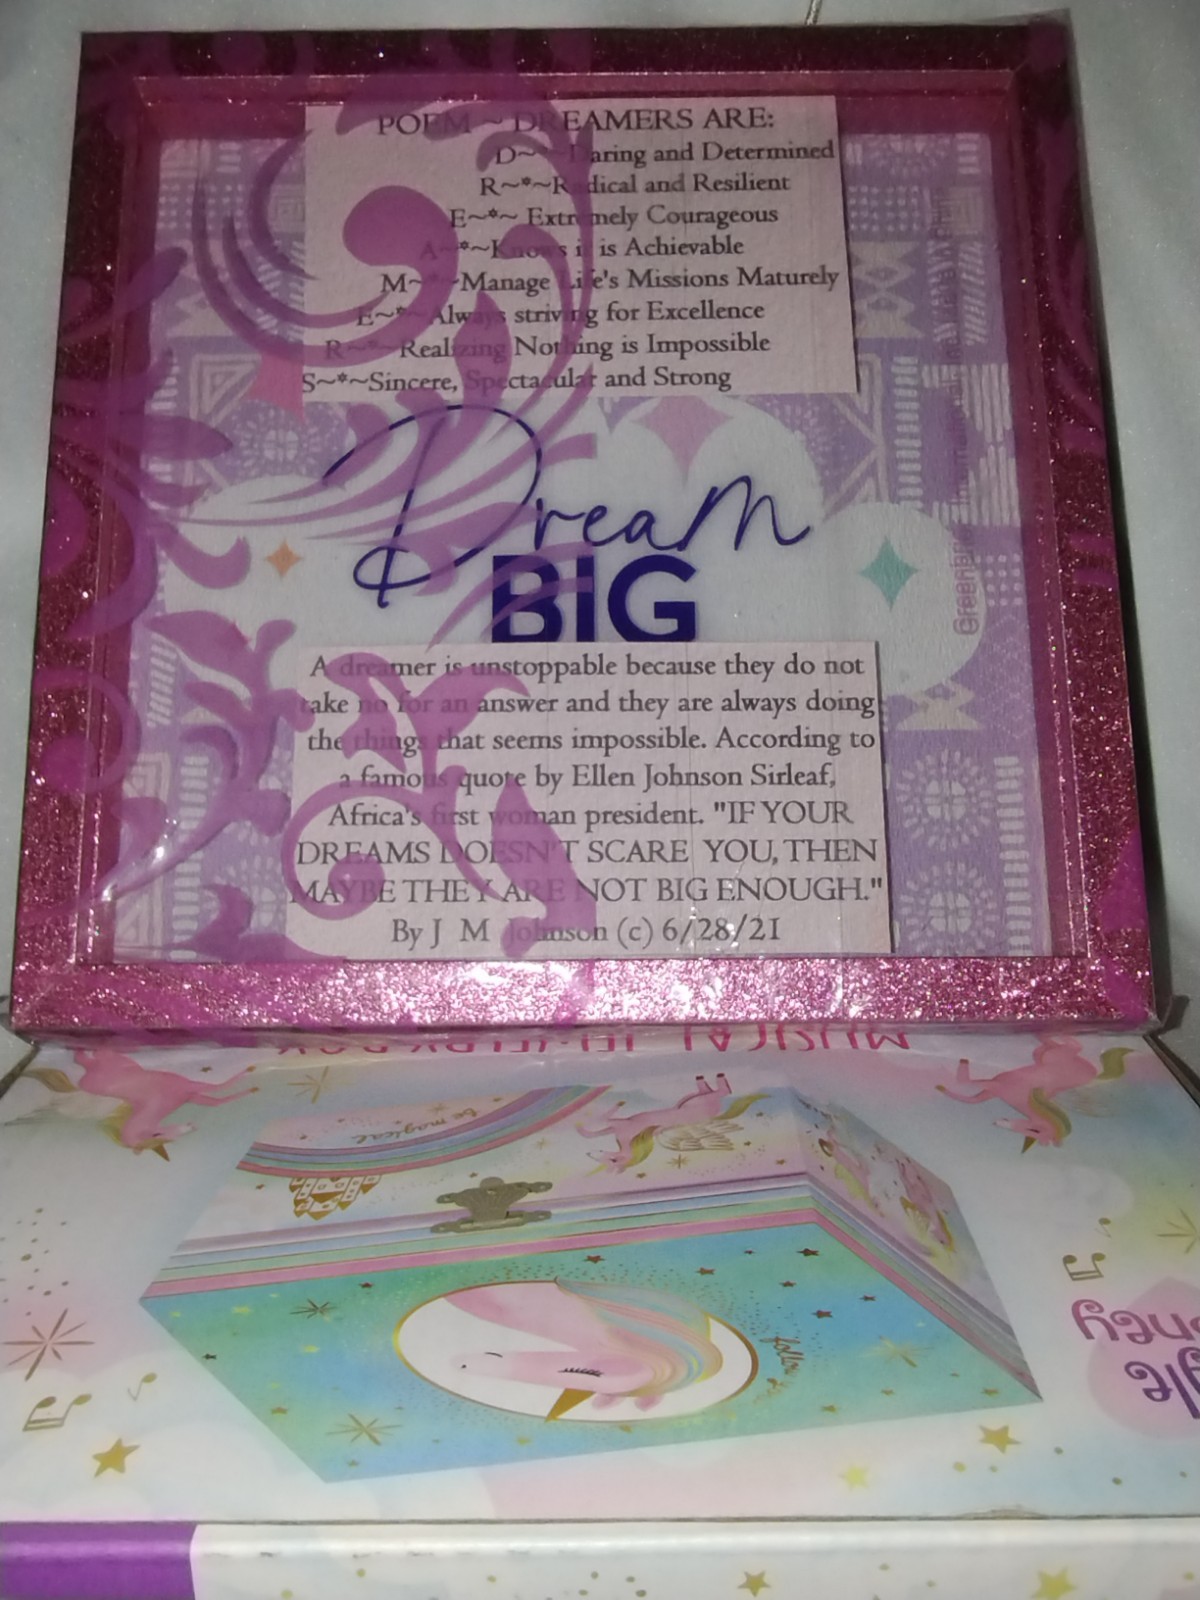 POEM ~ DREAMERS ARE:
D~*~Daring and Determined
R~*~Radical and Resilient
E~*~ Extremely Courageous
A~*~Knows it is Achievable
M~*~Manage Life's Missions Maturely
E~*~Always striving for Excellence
R~*~Realizing Nothing is Impossible
S~*~Sincere, Spectacular and Strong
Dream
BIG
A dreamer is unstoppable because they do not
take no for an answer and they are always doing
the things that seems impossible. According to
a famous quote by Ellen Johnson Sirleaf,
Africa's first woman president. "IF YOUR
DREAMS DOESN'T SCARE YOU, THEN
MAYBE THEY ARE NOT BIG ENOUGH."
By J M Johnson (c) 6/28/21
MUSICAL JEWELRY BOX
be magical
follow